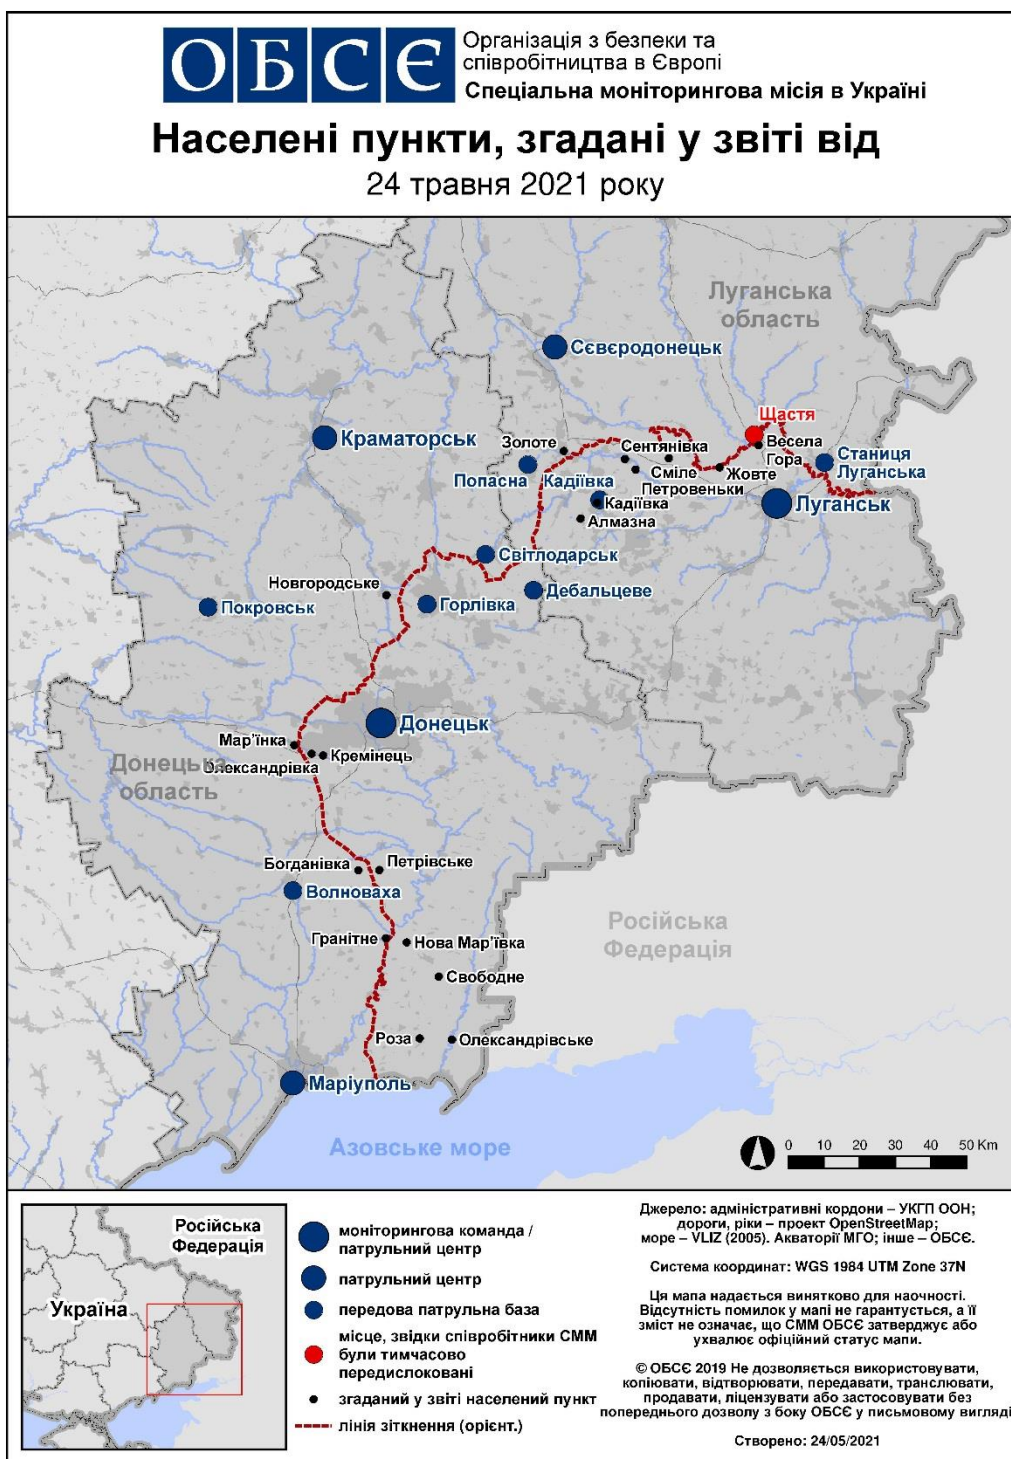 ОБСЄ
Організація з безпеки та
співробітництва в Європі
Спеціальна моніторингова місія в Україні
Населені пункти, згадані у звіті від
24 травня 2021 року
Луганська
область
Сєвєродонецьк
Щастя
Краматорськ
Золоте
Сентянівка
Весела
Гора
Станиця
Луганська
Попасна
Кадіївка
Сміле
Жовте
Петровеньки
Кадіївка
Луганськ
Алмазна
Світлодарськ
Новгородське
Дебальцеве
Покровськ
Горлівка
Донецьк
Мар'їнка
Кремінець
Олександрівка
Донецька
область
Богданівка
Петрівське
Волноваха
Російська
Федерація
Гранітне
Нова Мар'ївка
Свободне
Роза
Олександрівське
Маріуполь
Азовське море
0 10 20 30 40 50 Km
Російська
Федерація
Україна
моніторингова команда /
патрульний центр
патрульний центр
передова патрульна база
місце, звідки співробітники СММ
були тимчасово
передислоковані
згаданий у звіті населений пункт
лінія зіткнення (орієнт.)
Джерело: адміністративні кордони – УКГП ООН;
дороги, ріки – проект OpenStreetMap;
море – VLIZ (2005). Акваторії МГО; інше – ОБСЄ.
Система координат: WGS 1984 UTM Zone 37N
Ця мапа надається винятково для наочності.
Відсутність помилок у мапі не гарантується, а її
зміст не означає, що СММ ОБСЄ затверджує або
ухвалює офіційний статус мапи.
© ОБСЄ 2019 Не дозволяється використовувати,
копіювати, відтворювати, передавати, транслювати,
продавати, ліцензувати або застосовувати без
попереднього дозволу з боку ОБСЄ у письмовому вигляді
Створено: 24/05/2021